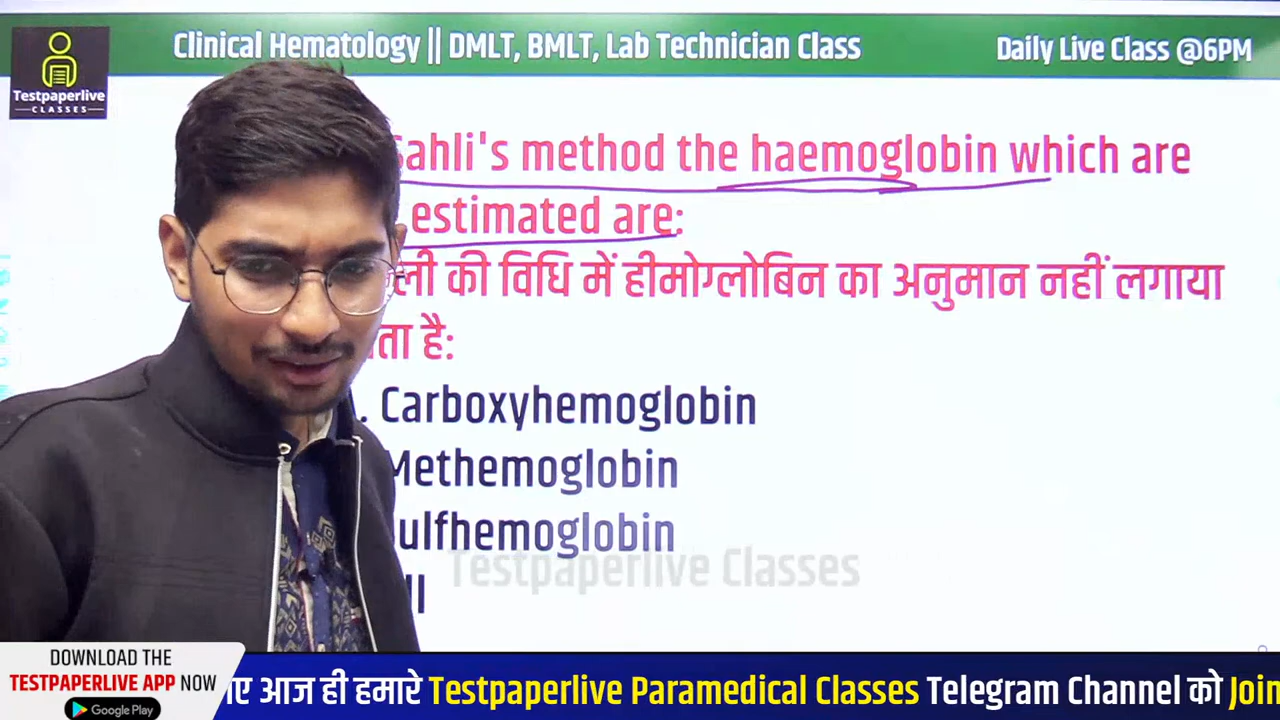 Clinical Hematology || DMLT, BMLT, Lab Technician Class
Daily Live Class @6PM
Testpaperlive
CLASSES
Sahli's method the haemoglobin which are
estimated are:
की विधि में हीमोग्लोबिन का अनुमान नहीं लगाया
है:
Carboxyhemoglobin
Methemoglobin
Sulfhemoglobin
Testpaperlive Classes
DOWNLOAD THE
TESTPAPERLIVE APP NOW
Google Play
आज ही हमारे Testpaperlive Paramedical Classes Telegram Channel को Join